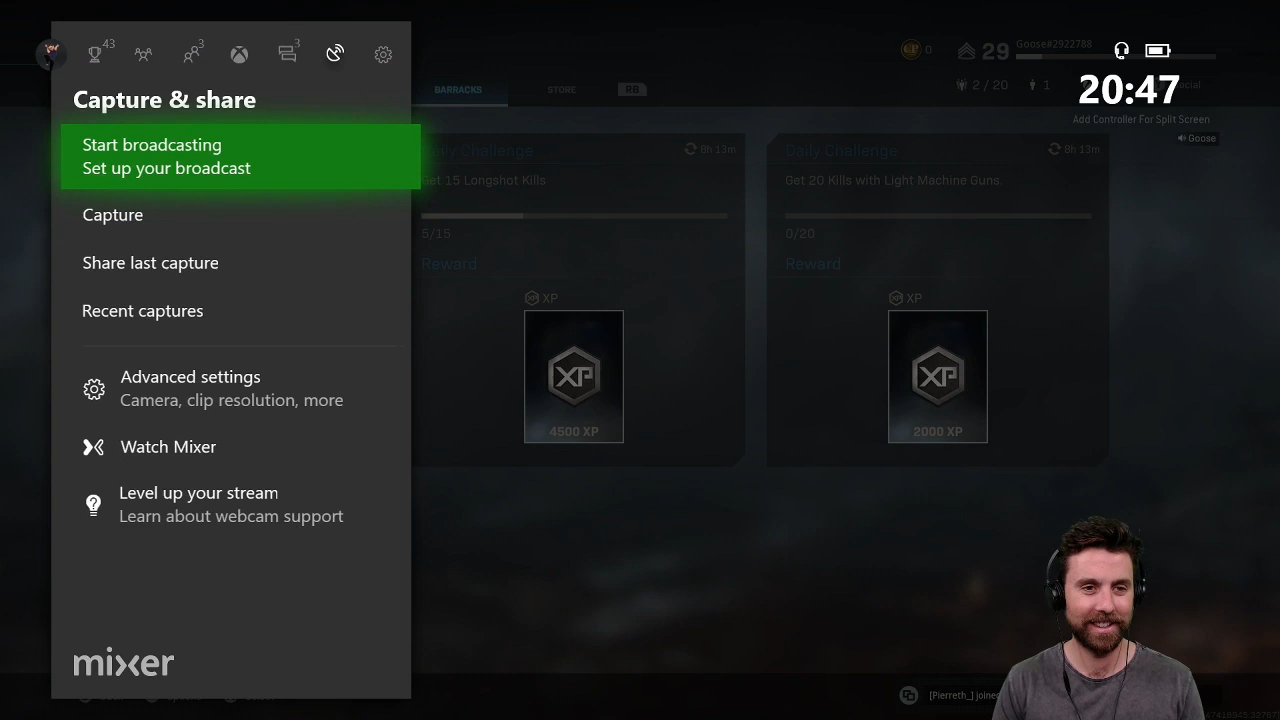 43
3
3
Capture & share
Start broadcasting
Set up your broadcast
Capture
Share last capture
Recent captures
Advanced settings
Camera, clip resolution, more
Watch Mixer
Level up your stream
Learn about webcam support
mixer
BARRACKS
STORE
RB
0
29
Goose#2922788
2 / 20
1
20:47
Add Controller For Split Screen
Goose
Daily Challenge
8h 13m
Get 15 Longshot Kills
5/15
Reward
XP
XP
4500 XP
Daily Challenge
8h 13m
Get 20 Kills with Light Machine Guns
0/20
Reward
XP
XP
2000 XP
[Pierreth_] joined